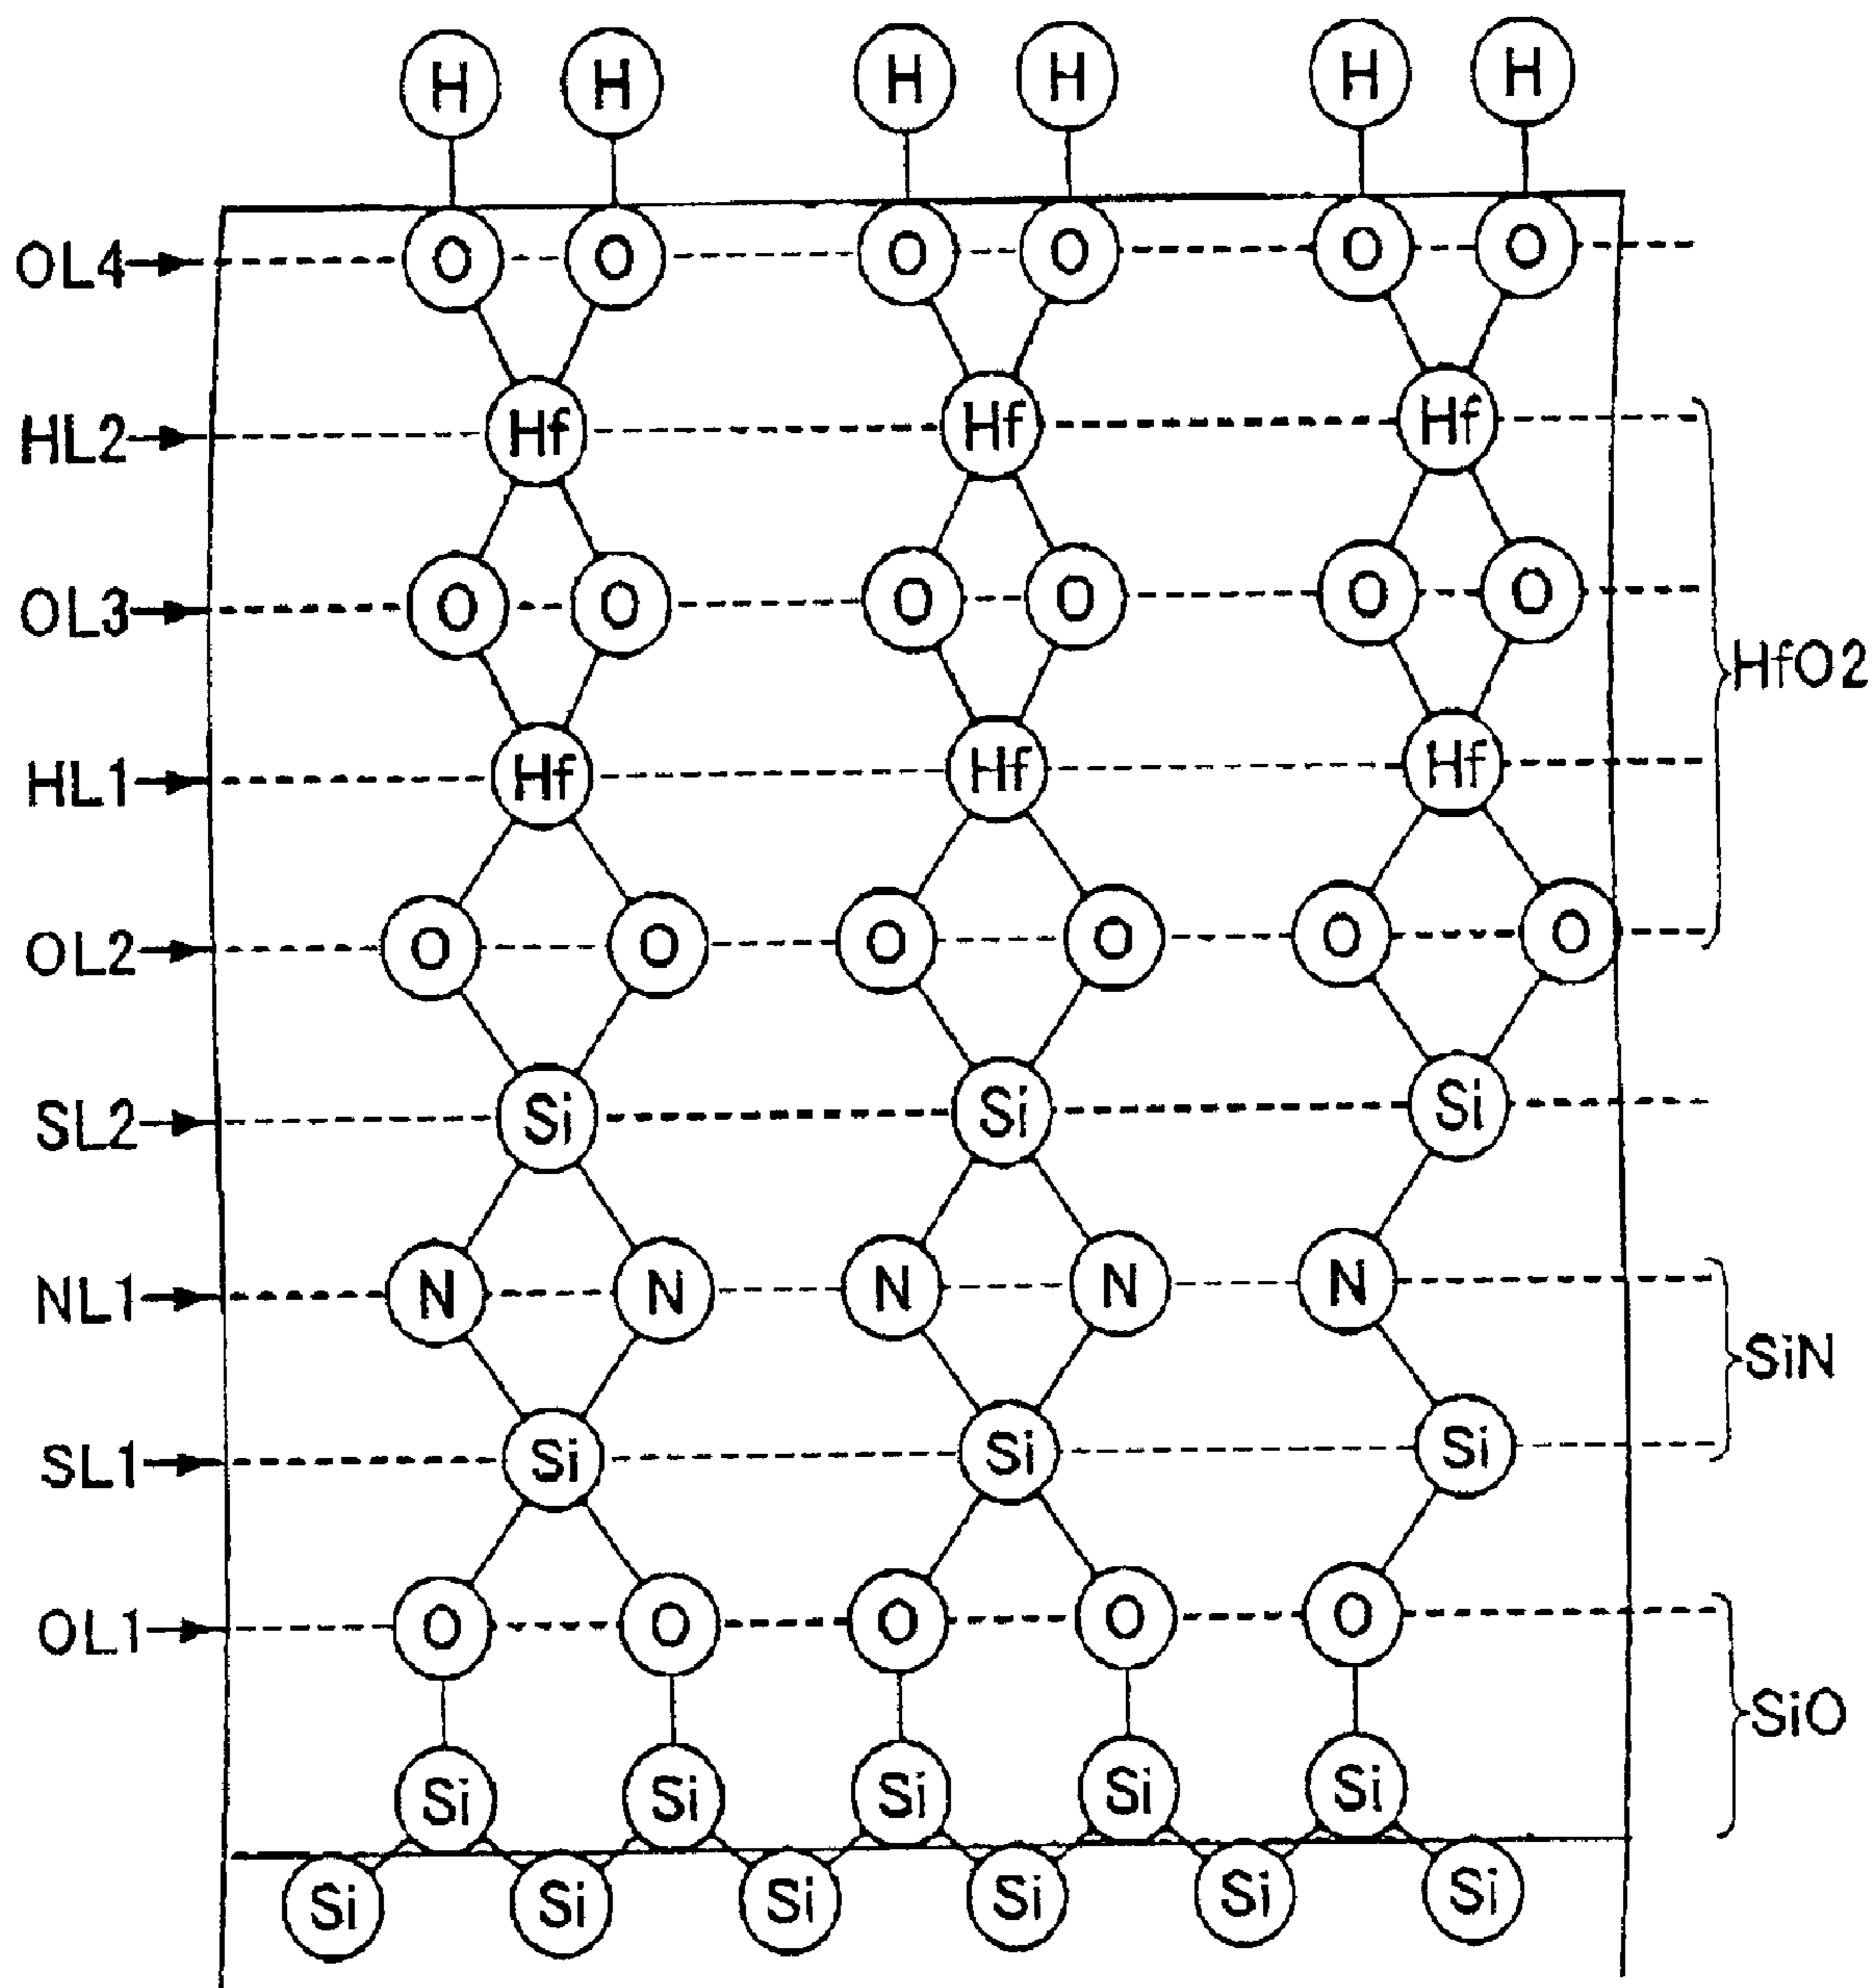 H H H H H H
OL4 O O O O O O
HL2 Hf Hf Hf
OL3 O O O O O O
HfO2
HL1 Hf Hf Hf
OL2 O O O O O O
SL2 Si Si Si
NL1 N N N N N
SiN
SL1 Si Si Si
OL1 O O O O O
SiO
Si Si Si Si Si
Si Si Si Si Si Si